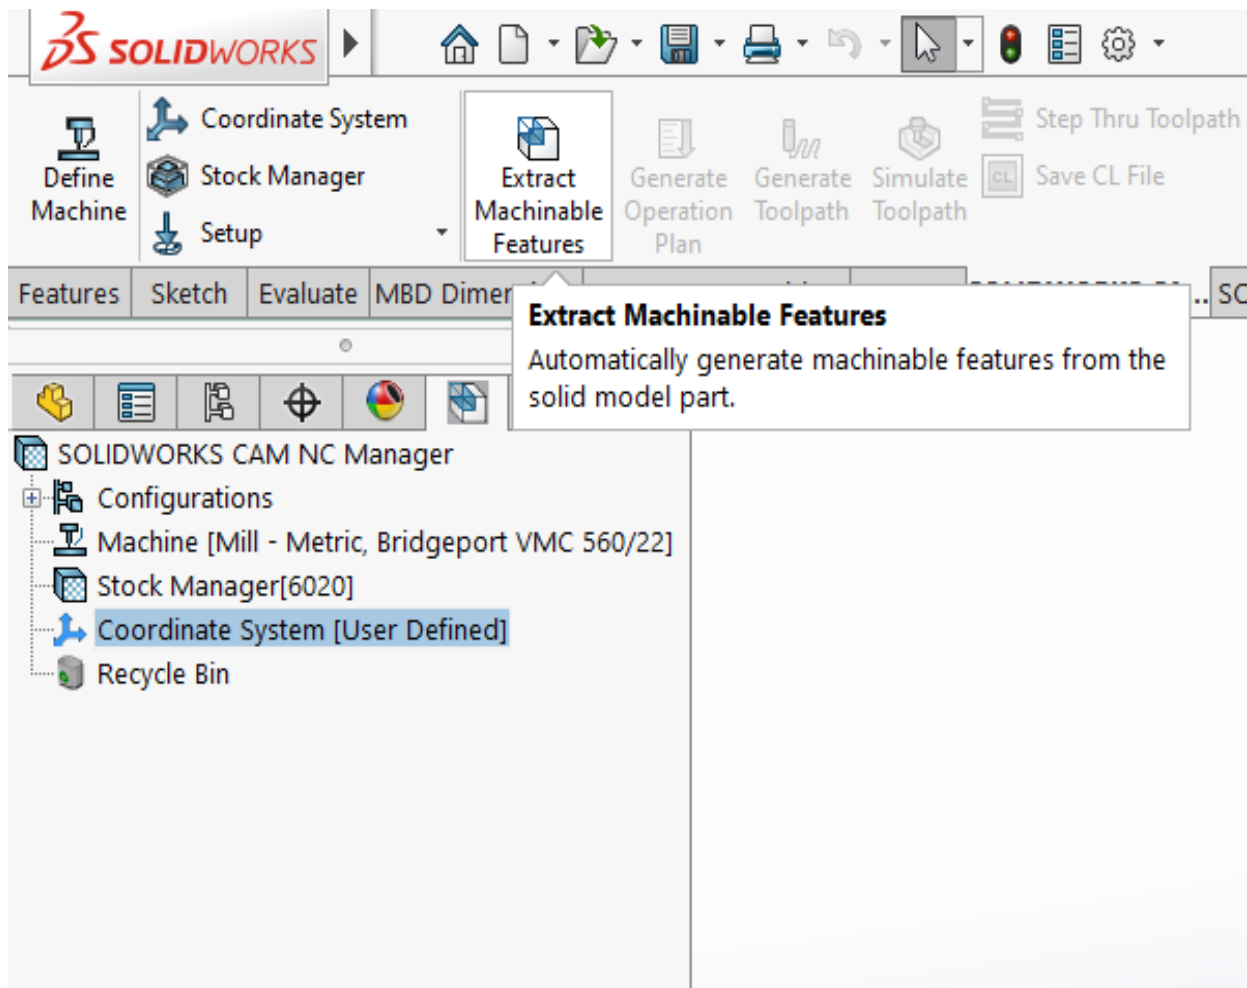 SOLIDWORKS
Coordinate System
Stock Manager
Setup
Define
Machine
Extract
Machinable
Features
Generate
Operation
Plan
Generate
Toolpath
Simulate
Toolpath
Step Thru Toolpath
CL
Save CL File
Features
Sketch
Evaluate
MBD
Extract Machinable Features
Automatically generate machinable features from the
solid model part.
SOLIDWORKS CAM NC Manager
Configurations
Machine [Mill - Metric, Bridgeport VMC 560/22]
Stock Manager[6020]
Coordinate System [User Defined]
Recycle Bin